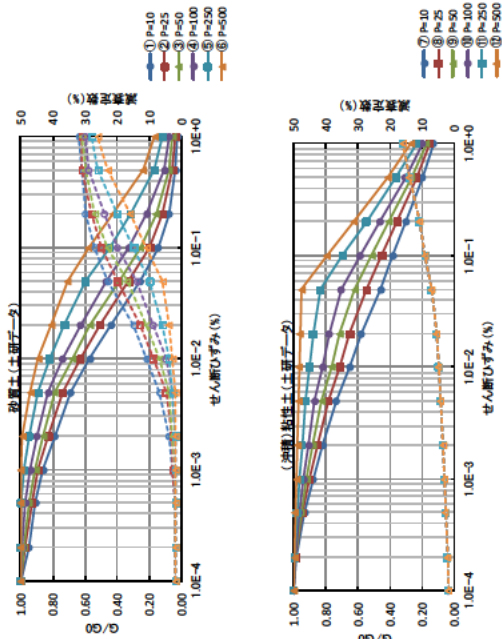 砂質土(土研データ)
G/G0
1.00
0.80
0.60
0.40
0.20
0.00
1.0E-4
1.0E-3
1.0E-2
1.0E-1
1.0E+0
せん断ひずみ(%)
減衰定数(%)
50
40
30
20
10
0
① P=10
② P=25
③ P=50
④ P=100
⑤ P=250
⑥ P=500
(沖積)粘性土(土研データ)
G/G0
1.00
0.80
0.60
0.40
0.20
0.00
1.0E-4
1.0E-3
1.0E-2
1.0E-1
1.0E+0
せん断ひずみ(%)
減衰定数(%)
50
40
30
20
10
0
⑦ P=10
⑧ P=25
⑨ P=50
⑩ P=100
⑪ P=250
⑫ P=500